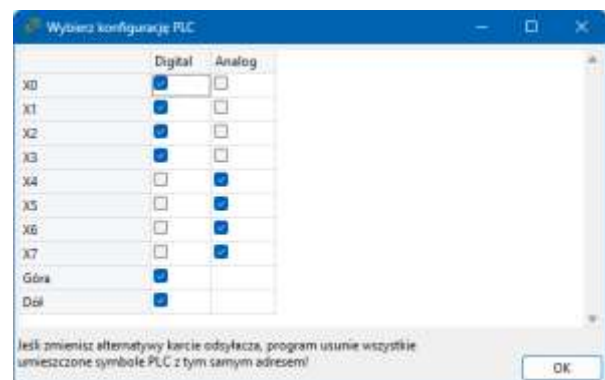 Wybierz konfigurację PLC
Digital Analog
X0
X1
X2
X3
X4
X5
X6
X7
Góra
Dół
Jeśli zmienisz alternatywy karcie odsyłacza, program usunie wszystkie
umieszczone symbole PLC z tym samym adresem!
OK